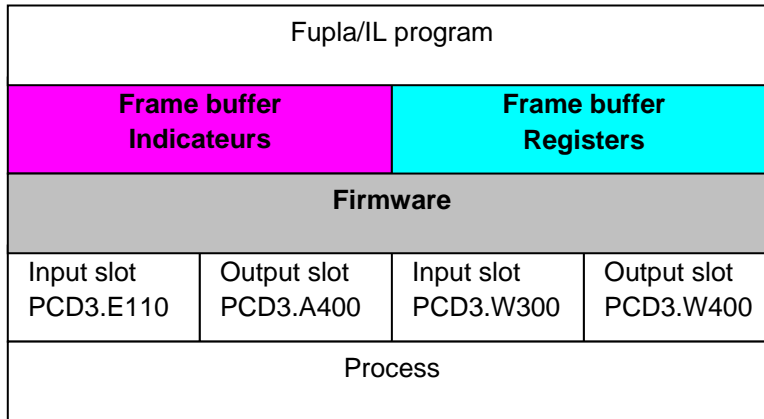 Fupla/IL program
Frame buffer
Indicateurs
Frame buffer
Registers
Firmware
Input slot
PCD3.E110
Output slot
PCD3.A400
Input slot
PCD3.W300
Output slot
PCD3.W400
Process